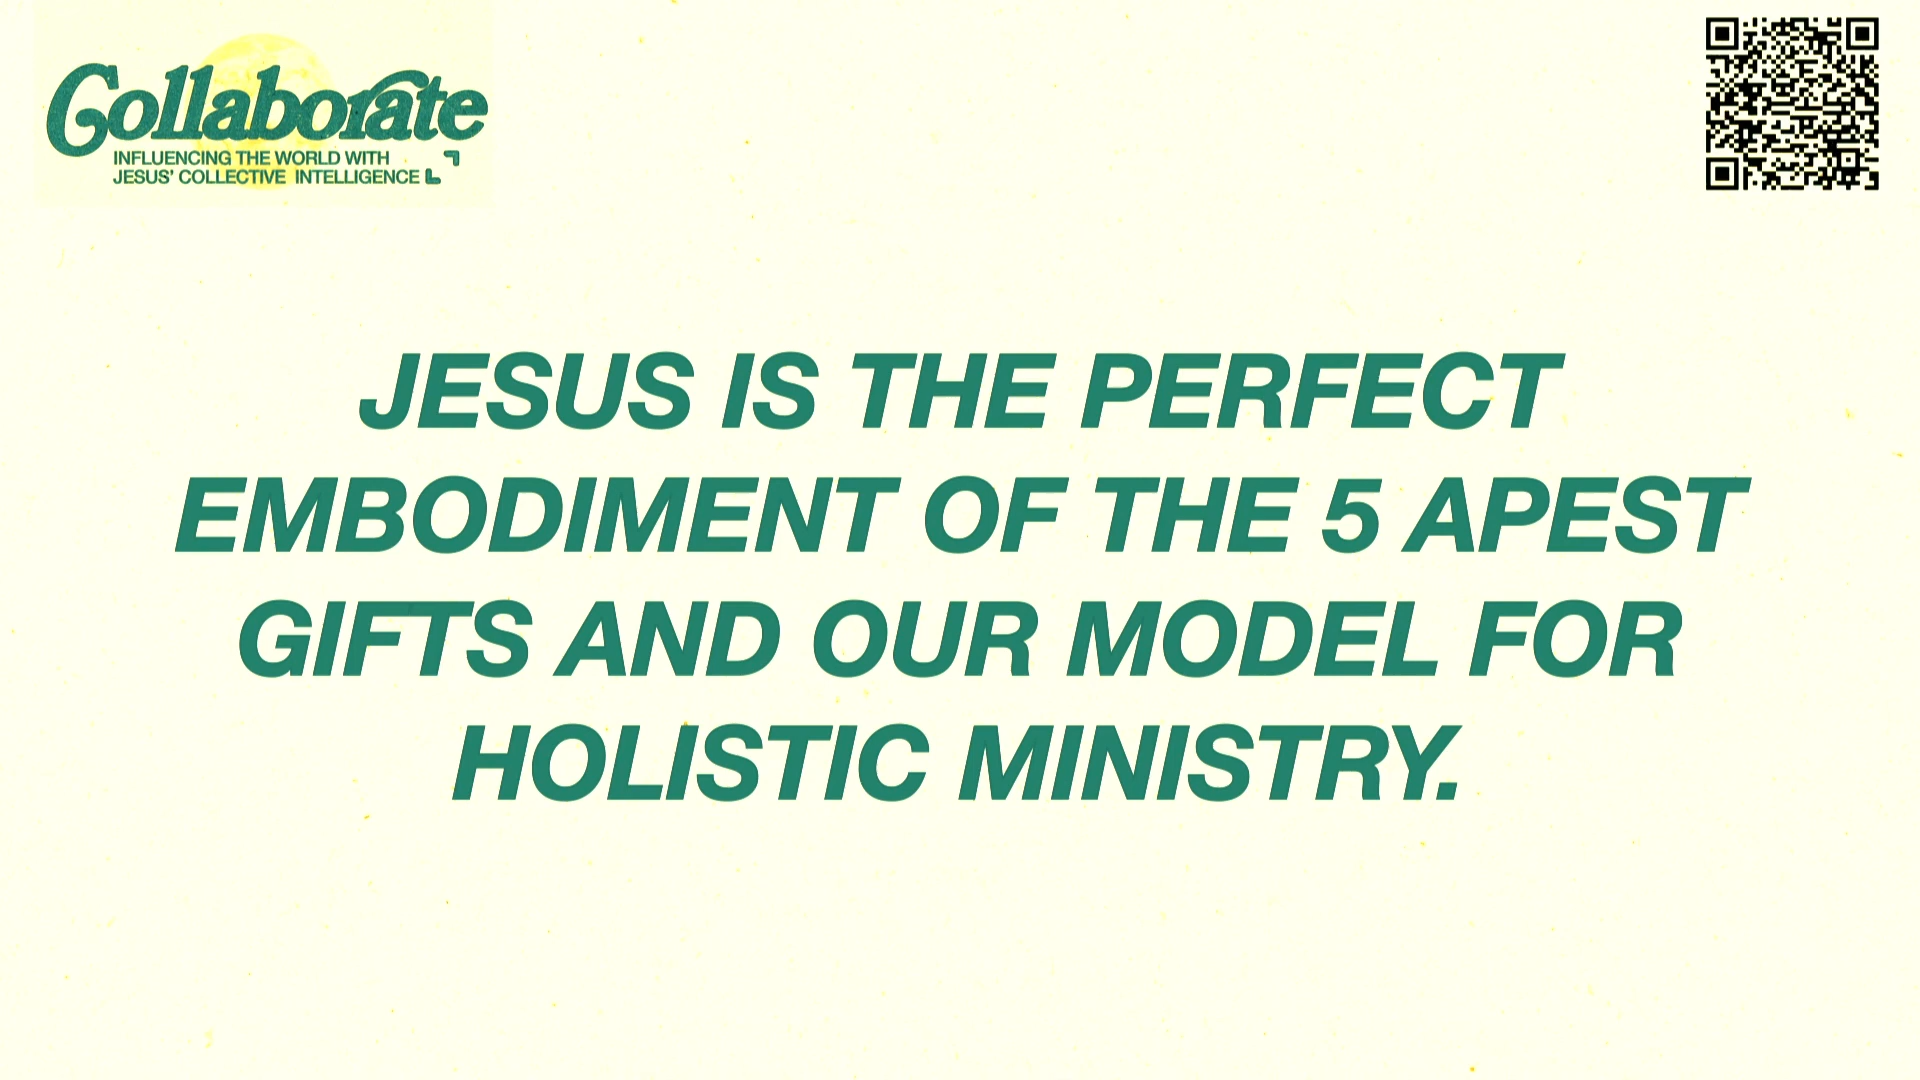 Collaborate
INFLUENCING THE WORLD WITH
JESUS' COLLECTIVE INTELLIGENCE
JESUS IS THE PERFECT
EMBODIMENT OF THE 5 APEST
GIFTS AND OUR MODEL FOR
HOLISTIC MINISTRY.